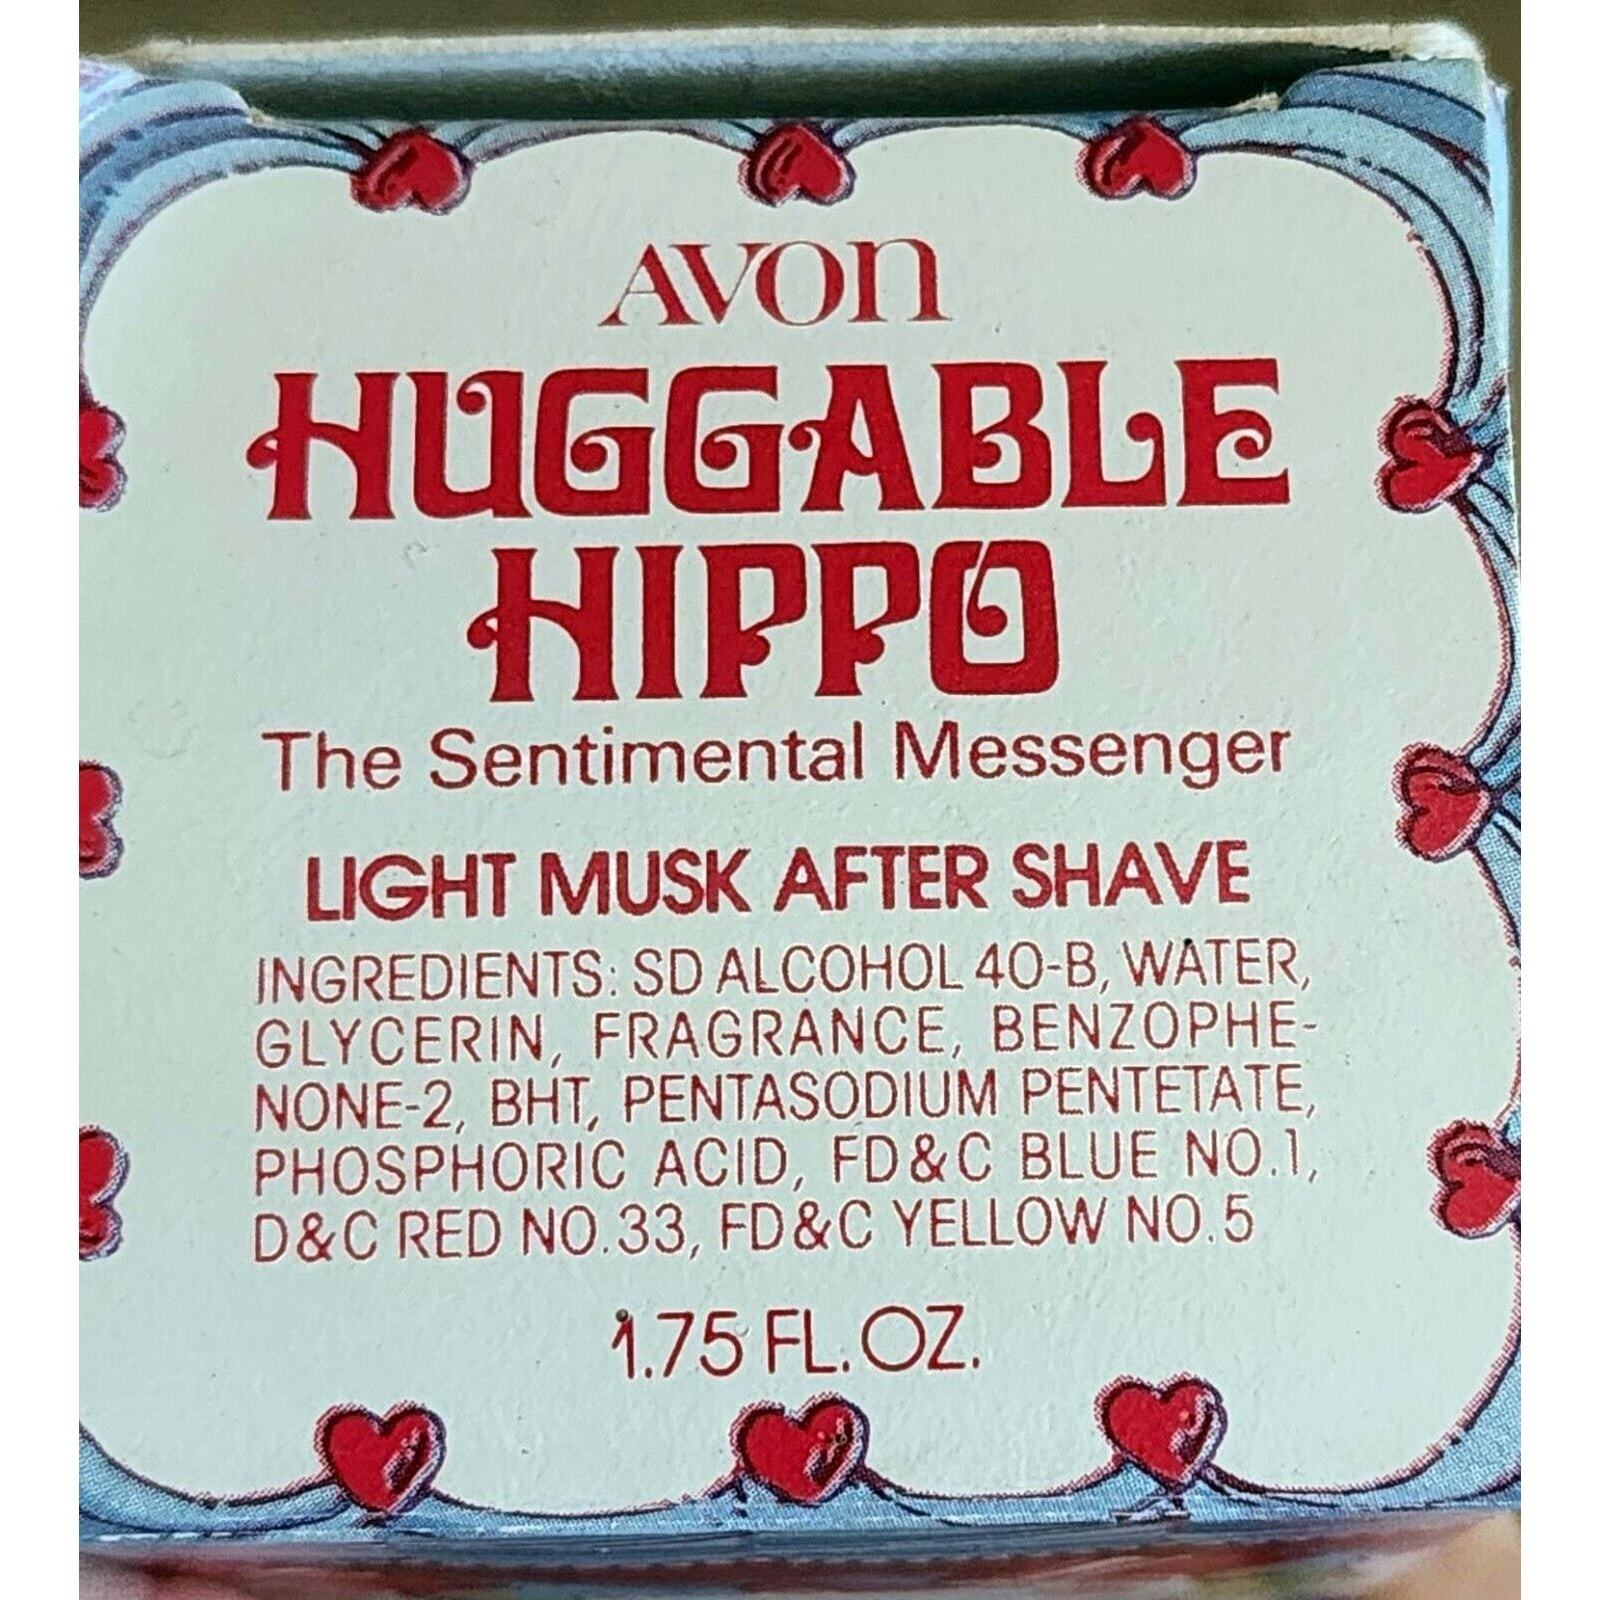 AVON
HUGGABLE
HIPPO
The Sentimental Messenger
LIGHT MUSK AFTER SHAVE
INGREDIENTS: SD ALCOHOL 40-B, WATER,
GLYCERIN, FRAGRANCE, BENZOPHE-
NONE-2, BHT, PENTASODIUM PENTETATE,
PHOSPHORIC ACID, FD&C BLUE NO.1,
D&C RED NO.33, FD&C YELLOW NO.5
1.75 FL.OZ.